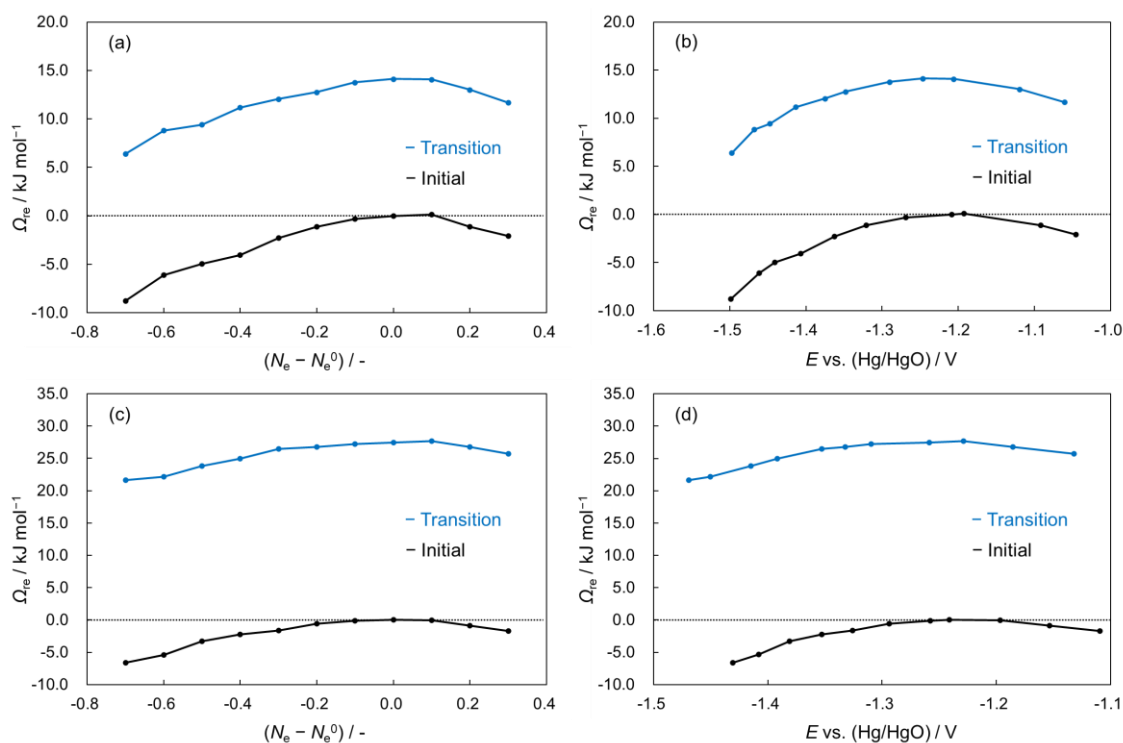 (a)
20.0
15.0
10.0
5.0
0.0
-5.0
-10.0
Ωre / kJ mol⁻¹
− Transition
− Initial
-0.8 -0.6 -0.4 -0.2 0.0 0.2 0.4
(Ne − Ne⁰) / -
(b)
20.0
15.0
10.0
5.0
0.0
-5.0
-10.0
Ωre / kJ mol⁻¹
− Transition
− Initial
-1.6 -1.5 -1.4 -1.3 -1.2 -1.1 -1.0
E vs. (Hg/HgO) / V
(c)
35.0
30.0
25.0
20.0
15.0
10.0
5.0
0.0
-5.0
-10.0
Ωre / kJ mol⁻¹
− Transition
− Initial
-0.8 -0.6 -0.4 -0.2 0.0 0.2 0.4
(Ne − Ne⁰) / -
(d)
35.0
30.0
25.0
20.0
15.0
10.0
5.0
0.0
-5.0
-10.0
Ωre / kJ mol⁻¹
− Transition
− Initial
-1.5 -1.4 -1.3 -1.2 -1.1
E vs. (Hg/HgO) / V